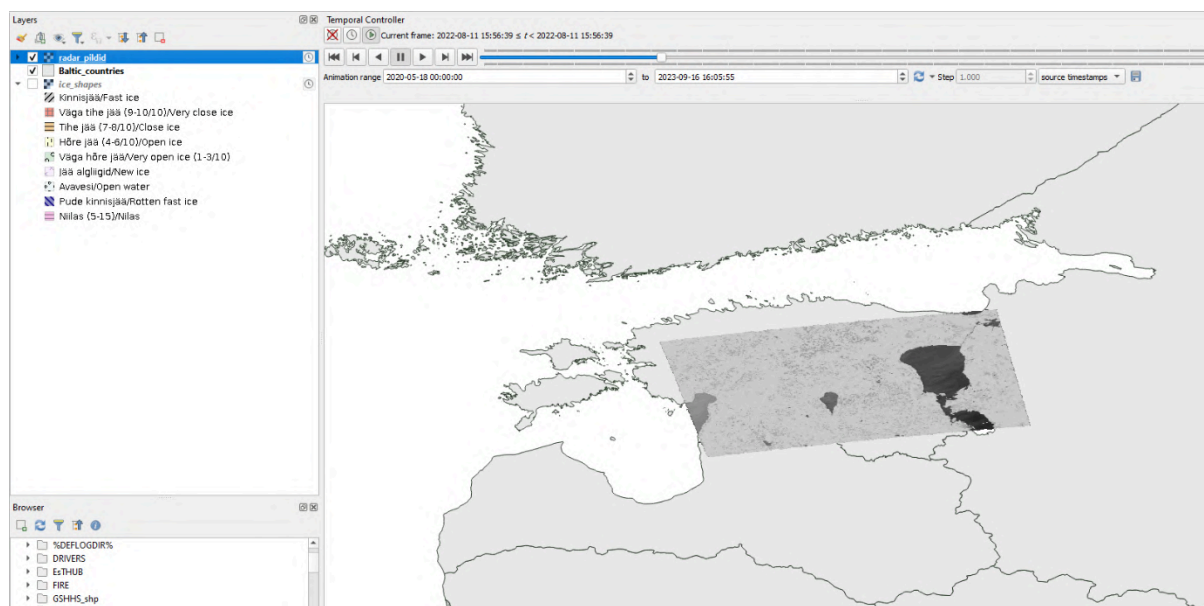 Layers
radar_pildid
Baltic_countries
ice_shapes
Kinnisjää/Fast ice
Väga tihe jää (9-10/10)/Very close ice
Tihe jää (7-8/10)/Close ice
Hõre jää (4-6/10)/Open ice
Väga hõre jää/Very open ice (1-3/10)
Jää algliigid/New ice
Avavesi/Open water
Pude kinnisjää/Rotten fast ice
Niilas (5-15)/Nilas
Browser
%DEFLOGDIR%
DRIVERS
EsTHUB
FIRE
GSHHS_shp
Temporal Controller
Current frame: 2022-08-11 15:56:39 ≤ t < 2022-08-11 15:56:39
Animation range 2020-05-18 00:00:00 to 2023-09-16 16:05:55 Step 1.000 source timestamps